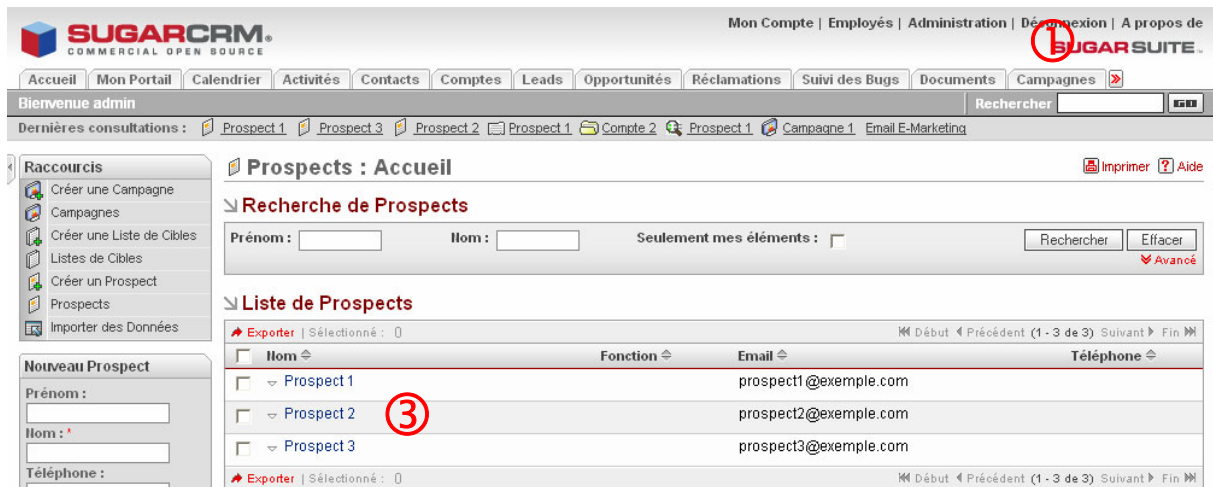 SUGARCRM.
COMMERCIAL OPEN SOURCE
Mon Compte | Employés | Administration | Déconnexion | A propos de
①
SUGAR SUITE
Accueil Mon Portail Calendrier Activités Contacts Comptes Leads Opportunités Réclamations Suivi des Bugs Documents Campagnes
Bienvenue admin Rechercher GO
Dernières consultations : Prospect 1 Prospect 3 Prospect 2 Prospect 1 Compte 2 Prospect 1 Campagne 1 Email E-Marketing
Raccourcis
Créer une Campagne
Campagnes
Créer une Liste de Cibles
Listes de Cibles
Créer un Prospect
Prospects
Importer des Données
Nouveau Prospect
Prénom :
Nom : *
Téléphone :
Prospects : Accueil Imprimer ? Aide
Recherche de Prospects
Prénom : Nom : Seulement mes éléments : Rechercher Effacer
Avancé
Liste de Prospects
Exporter | Sélectionné : 0 Début Précédent (1 - 3 de 3) Suivant Fin
Nom Fonction Email Téléphone
Prospect 1 prospect1@exemple.com
Prospect 2 ③ prospect2@exemple.com
Prospect 3 prospect3@exemple.com
Exporter | Sélectionné : 0 Début Précédent (1 - 3 de 3) Suivant Fin